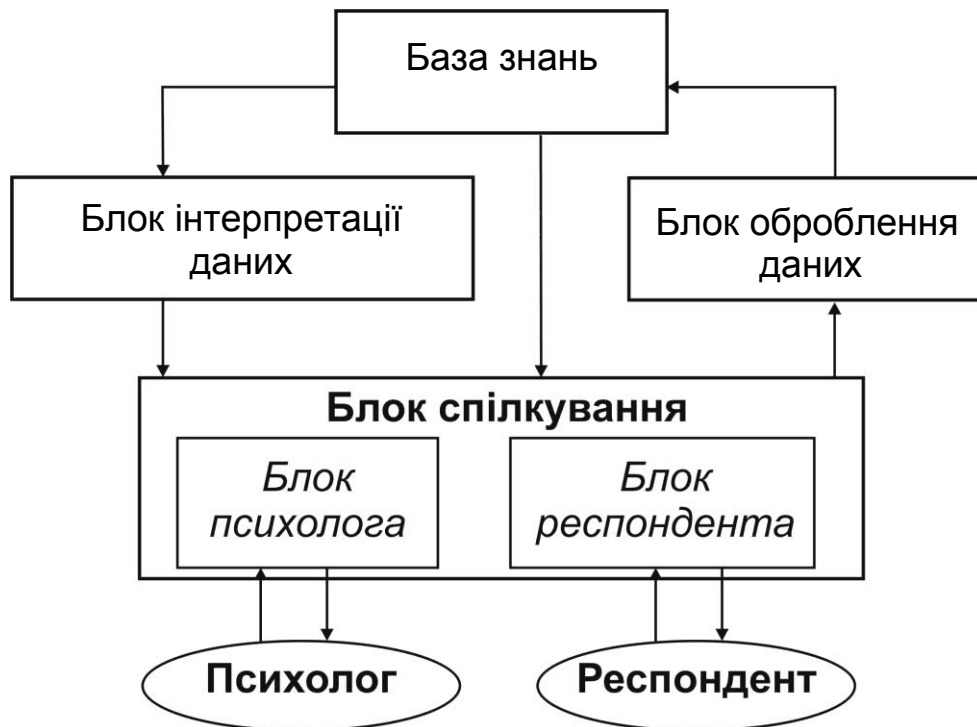 База знань
Блок інтерпретації
даних
Блок оброблення
даних
Блок спілкування
Блок
психолога
Блок
респондента
Психолог
Респондент